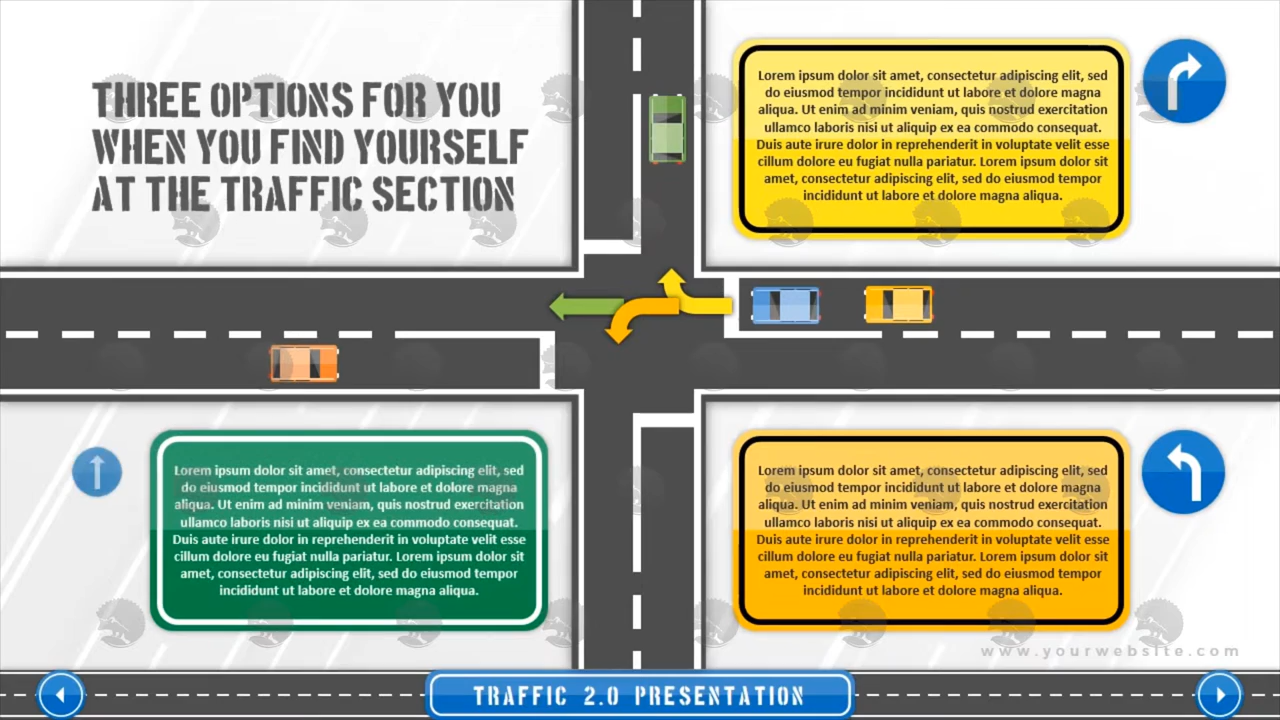 THREE OPTIONS FOR YOU
WHEN YOU FIND YOURSELF
AT THE TRAFFIC SECTION
Lorem ipsum dolor sit amet, consectetur adipiscing elit, sed
do eiusmod tempor incididunt ut labore et dolore magna
aliqua. Ut enim ad minim veniam, quis nostrud exercitation
ullamco laboris nisi ut aliquip ex ea commodo consequat.
Duis aute irure dolor in reprehenderit in voluptate velit esse
cillum dolore eu fugiat nulla pariatur. Lorem ipsum dolor sit
amet, consectetur adipiscing elit, sed do eiusmod tempor
incididunt ut labore et dolore magna aliqua.
Lorem ipsum dolor sit amet, consectetur adipiscing elit, sed
do eiusmod tempor incididunt ut labore et dolore magna
aliqua. Ut enim ad minim veniam, quis nostrud exercitation
ullamco laboris nisi ut aliquip ex ea commodo consequat.
Duis aute irure dolor in reprehenderit in voluptate velit esse
cillum dolore eu fugiat nulla pariatur. Lorem ipsum dolor sit
amet, consectetur adipiscing elit, sed do eiusmod tempor
incididunt ut labore et dolore magna aliqua.
Lorem ipsum dolor sit amet, consectetur adipiscing elit, sed
do eiusmod tempor incididunt ut labore et dolore magna
aliqua. Ut enim ad minim veniam, quis nostrud exercitation
ullamco laboris nisi ut aliquip ex ea commodo consequat.
Duis aute irure dolor in reprehenderit in voluptate velit esse
cillum dolore eu fugiat nulla pariatur. Lorem ipsum dolor sit
amet, consectetur adipiscing elit, sed do eiusmod tempor
incididunt ut labore et dolore magna aliqua.
www.yourwebsite.com
TRAFFIC 2.0 PRESENTATION